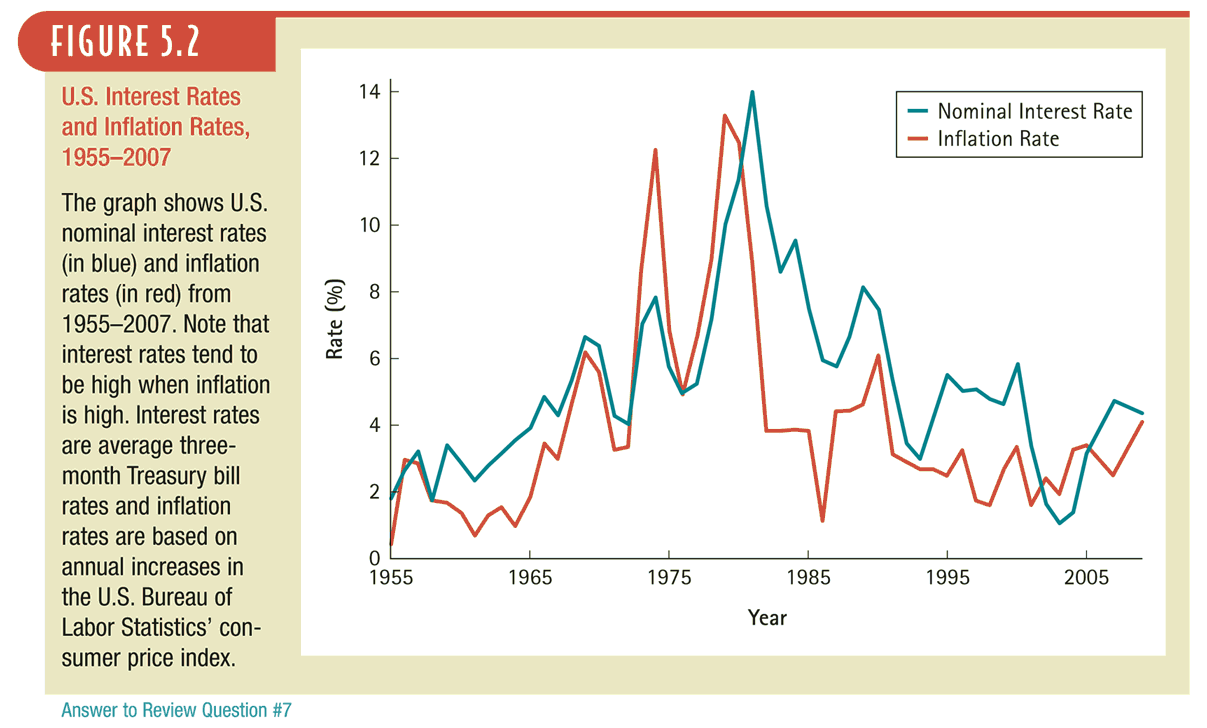 FIGURE 5.2
U.S. Interest Rates
and Inflation Rates,
1955–2007
The graph shows U.S.
nominal interest rates
(in blue) and inflation
rates (in red) from
1955–2007. Note that
interest rates tend to
be high when inflation
is high. Interest rates
are average three-
month Treasury bill
rates and inflation
rates are based on
annual increases in
the U.S. Bureau of
Labor Statistics’ con-
sumer price index.
Nominal Interest Rate
Inflation Rate
Rate (%)
14
12
10
8
6
4
2
0
1955 1965 1975 1985 1995 2005
Year
Answer to Review Question #7